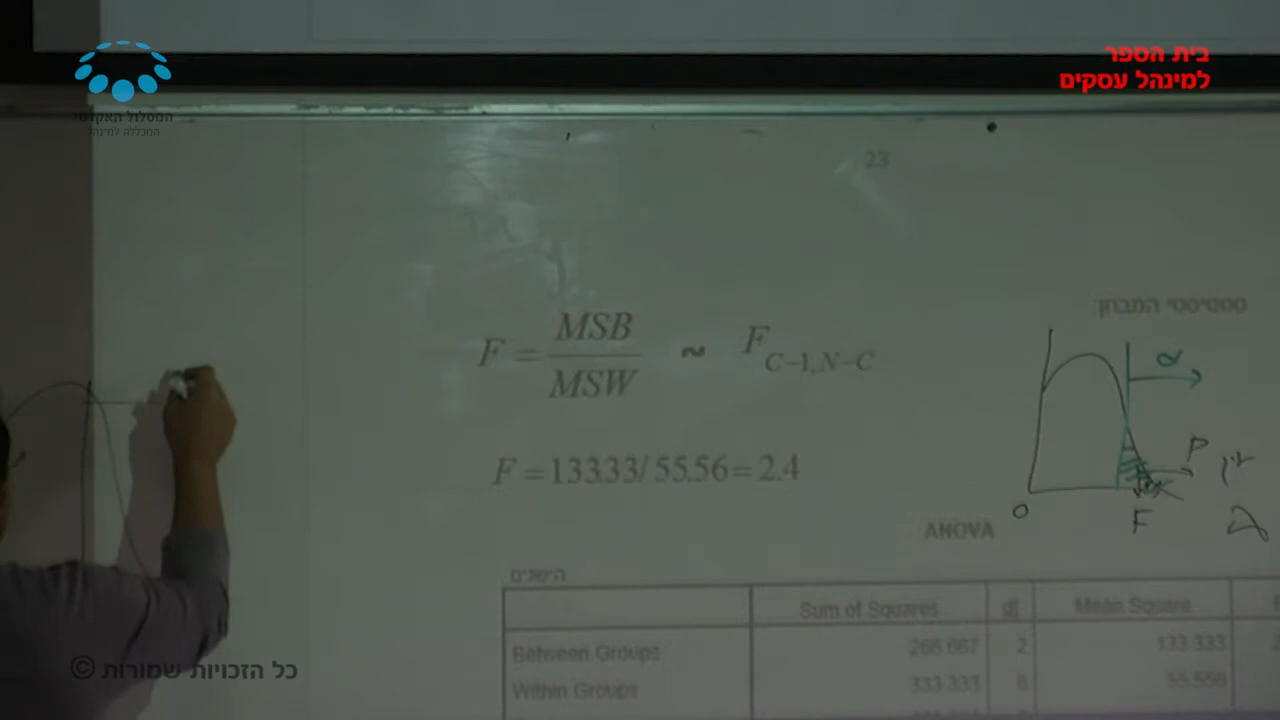 בית הספר
למינהל עסקים
המסלול האקדמי
המכללה למינהל
23
סטטיסטי המבחן:
F = MSB / MSW ~ F C-1,N-C
α
F = 133.33/ 55.56 = 2.4
P
O
F
ANOVA
הישגים
Sum of Squares df Mean Square F
Between Groups 266.667 2 133.333
Within Groups 333.333 6 55.556
© כל הזכויות שמורות